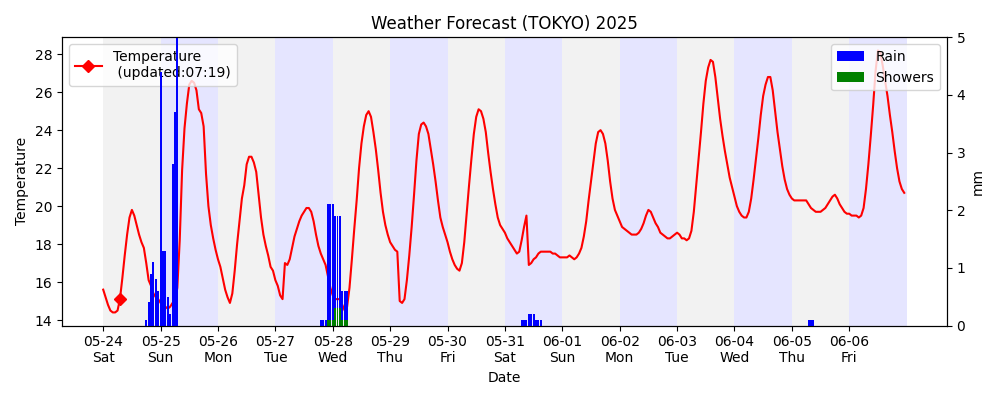 Weather Forecast (TOKYO) 2025
Temperature
(updated:07:19)
Rain
Showers
28
26
24
22
20
18
16
14
Temperature
5
4
3
2
1
0
mm
05-24 05-25 05-26 05-27 05-28 05-29 05-30 05-31 06-01 06-02 06-03 06-04 06-05 06-06
Sat Sun Mon Tue Wed Thu Fri Sat Sun Mon Tue Wed Thu Fri
Date